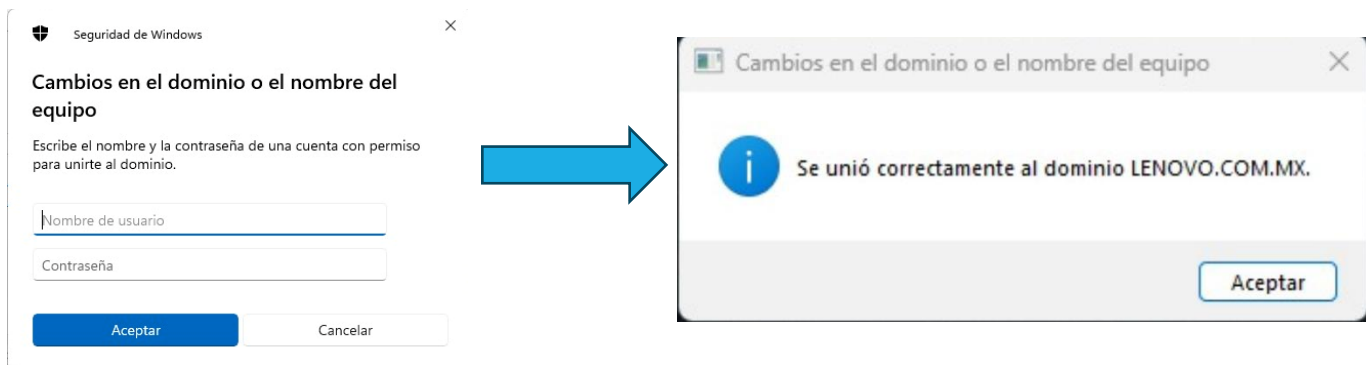 Seguridad de Windows
Cambios en el dominio o el nombre del
equipo
Escribe el nombre y la contraseña de una cuenta con permiso
para unirte al dominio.
Nombre de usuario
Contraseña
Aceptar
Cancelar
Cambios en el dominio o el nombre del equipo
Se unió correctamente al dominio LENOVO.COM.MX.
Aceptar